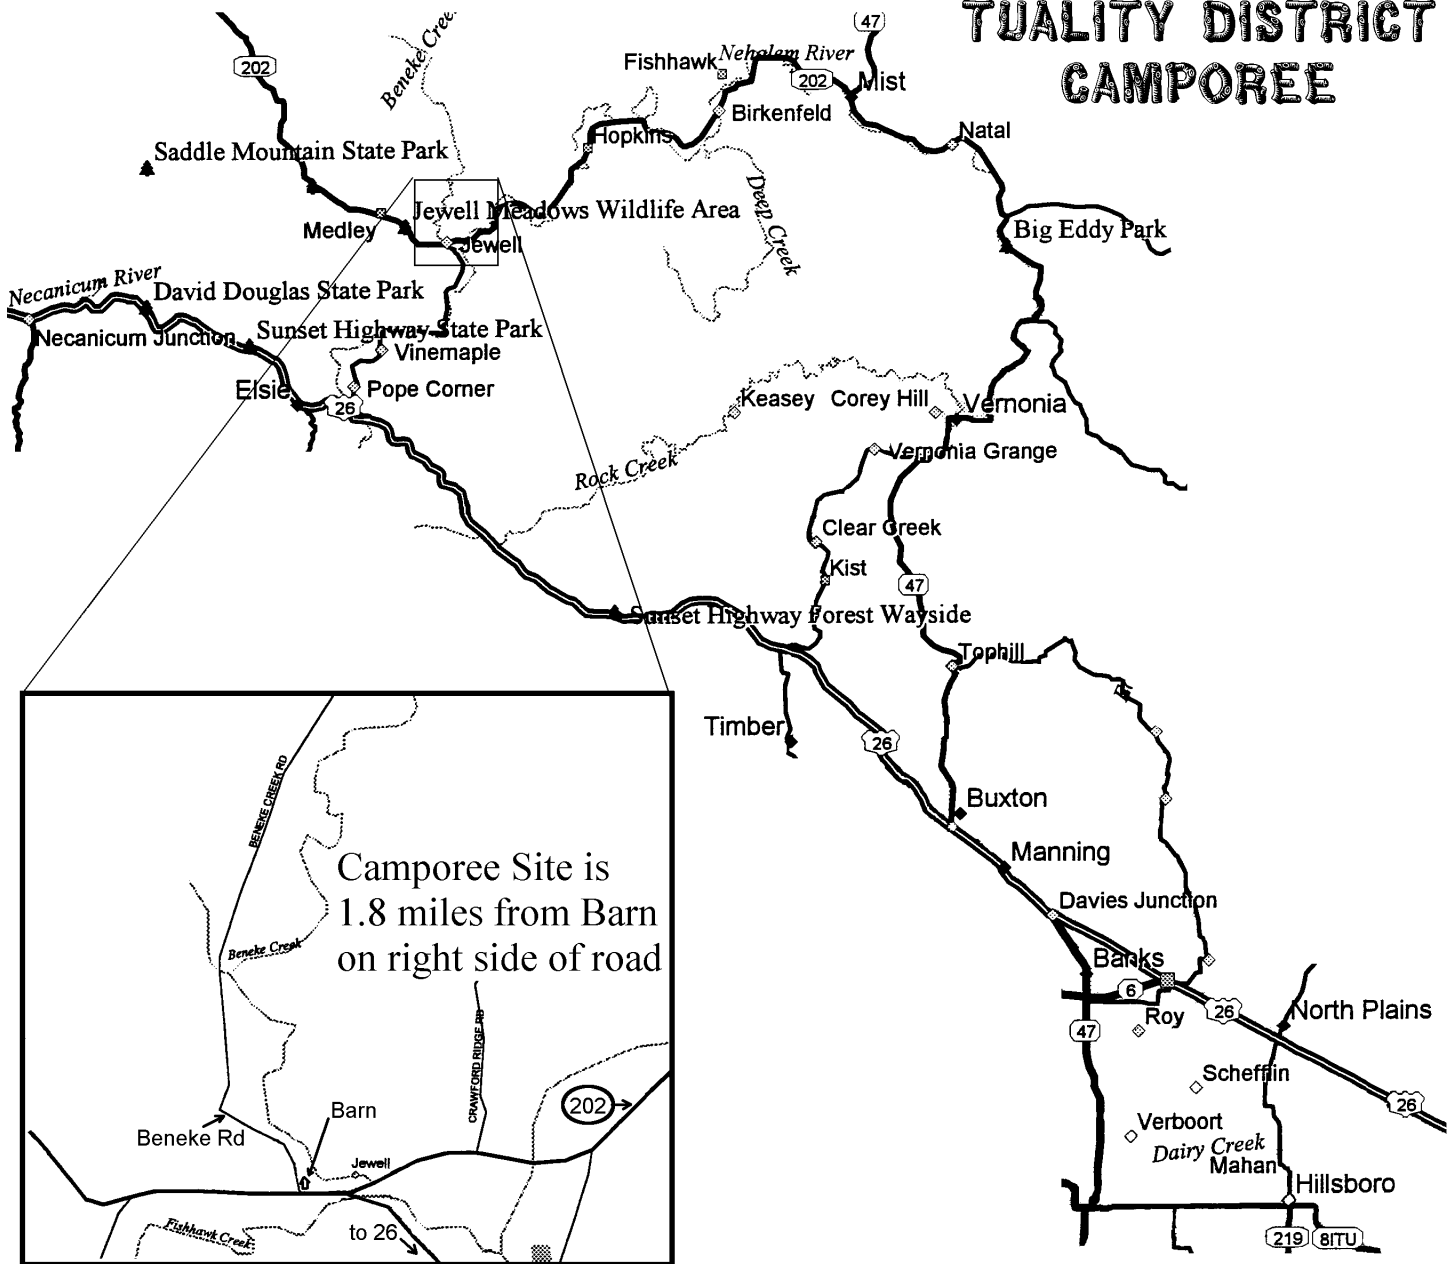 TUALITY DISTRICT
CAMPOREE
47
202
Beneke Cree
Fishhawk
Nehalem River
202
Mist
Birkenfeld
Natal
Hopkins
Saddle Mountain State Park
Deep Creek
Jewell Meadows Wildlife Area
Medley
Jewell
Big Eddy Park
Necanicum River
David Douglas State Park
Necanicum Junction
Sunset Highway State Park
Vinemaple
Elsie
Pope Corner
26
Keasey
Corey Hill
Vernonia
Vernonia Grange
Rock Creek
Clear Creek
Kist
47
Sunset Highway Forest Wayside
Tophill
Timber
26
Buxton
Manning
Davies Junction
Banks
6
26
Roy
47
North Plains
Schefflin
26
Verboort
Dairy Creek
Mahan
Hillsboro
219
8ITU
BENEKE CREEK RD
Camporee Site is
1.8 miles from Barn
on right side of road
Beneke Creek
CRAWFORD RIDGE RD
202
Barn
Beneke Rd
Jewell
Fishhawk Creek
to 26